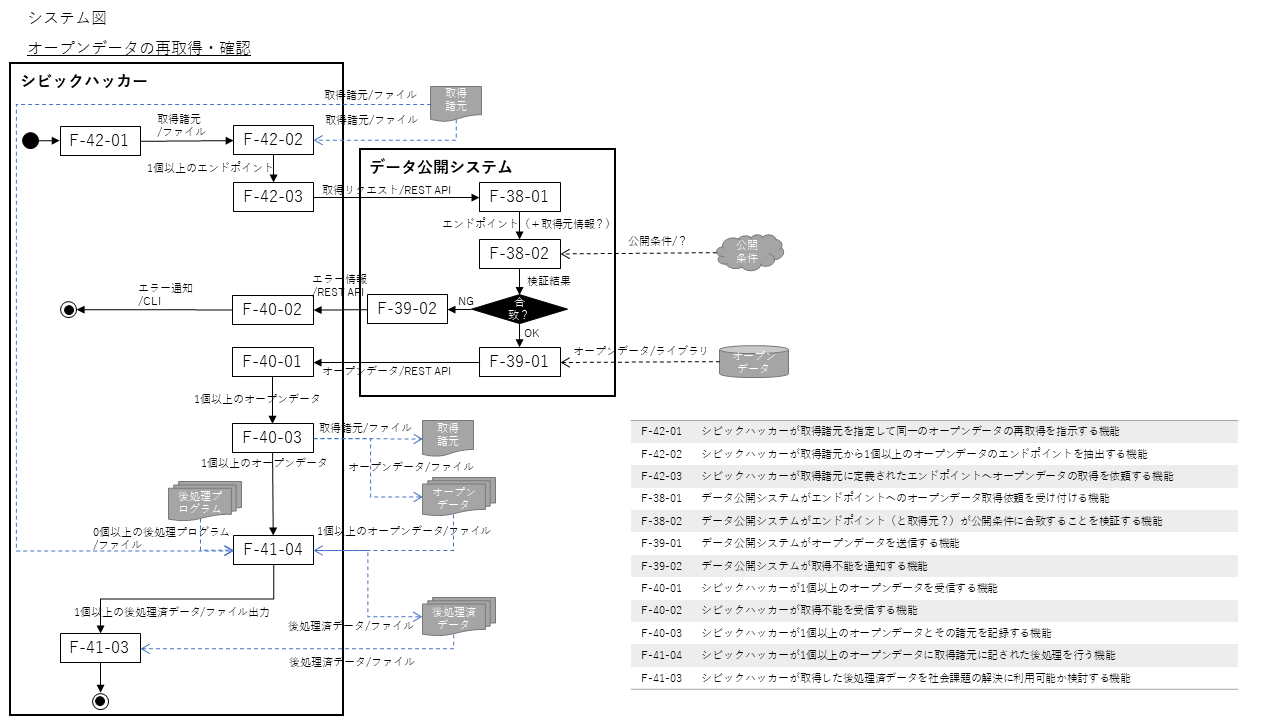 システム図
オープンデータの再取得・確認
シビックハッカー
取得諸元/ファイル
取得
諸元
取得諸元
/ファイル
取得諸元/ファイル
F-42-01
F-42-02
1個以上のエンドポイント
データ公開システム
F-42-03
取得リクエスト/REST API
F-38-01
エンドポイント（＋取得元情報？）
F-38-02
公開条件/？
公開
条件
検証結果
エラー通知
/CLI
エラー情報
/REST API
F-40-02
F-39-02
NG
合
致？
OK
F-40-01
オープンデータ/REST API
F-39-01
オープンデータ/ライブラリ
オープン
データ
1個以上のオープンデータ
F-40-03
取得諸元/ファイル
取得
諸元
1個以上のオープンデータ
オープンデータ/ファイル
後処理プ
ログラム
オープン
データ
0個以上の後処理プログラム
/ファイル
1個以上のオープンデータ/ファイル
F-41-04
1個以上の後処理済データ/ファイル出力
後処理済データ/ファイル
後処理済
データ
F-41-03
後処理済データ/ファイル
F-42-01 シビックハッカーが取得諸元を指定して同一のオープンデータの再取得を指示する機能
F-42-02 シビックハッカーが取得諸元から1個以上のオープンデータのエンドポイントを抽出する機能
F-42-03 シビックハッカーが取得諸元に定義されたエンドポイントへオープンデータの取得を依頼する機能
F-38-01 データ公開システムがエンドポイントへのオープンデータ取得依頼を受け付ける機能
F-38-02 データ公開システムがエンドポイント（と取得元？）が公開条件に合致することを検証する機能
F-39-01 データ公開システムがオープンデータを送信する機能
F-39-02 データ公開システムが取得不能を通知する機能
F-40-01 シビックハッカーが1個以上のオープンデータを受信する機能
F-40-02 シビックハッカーが取得不能を受信する機能
F-40-03 シビックハッカーが1個以上のオープンデータとその諸元を記録する機能
F-41-04 シビックハッカーが1個以上のオープンデータに取得諸元に記された後処理を行う機能
F-41-03 シビックハッカーが取得した後処理済データを社会課題の解決に利用可能か検討する機能